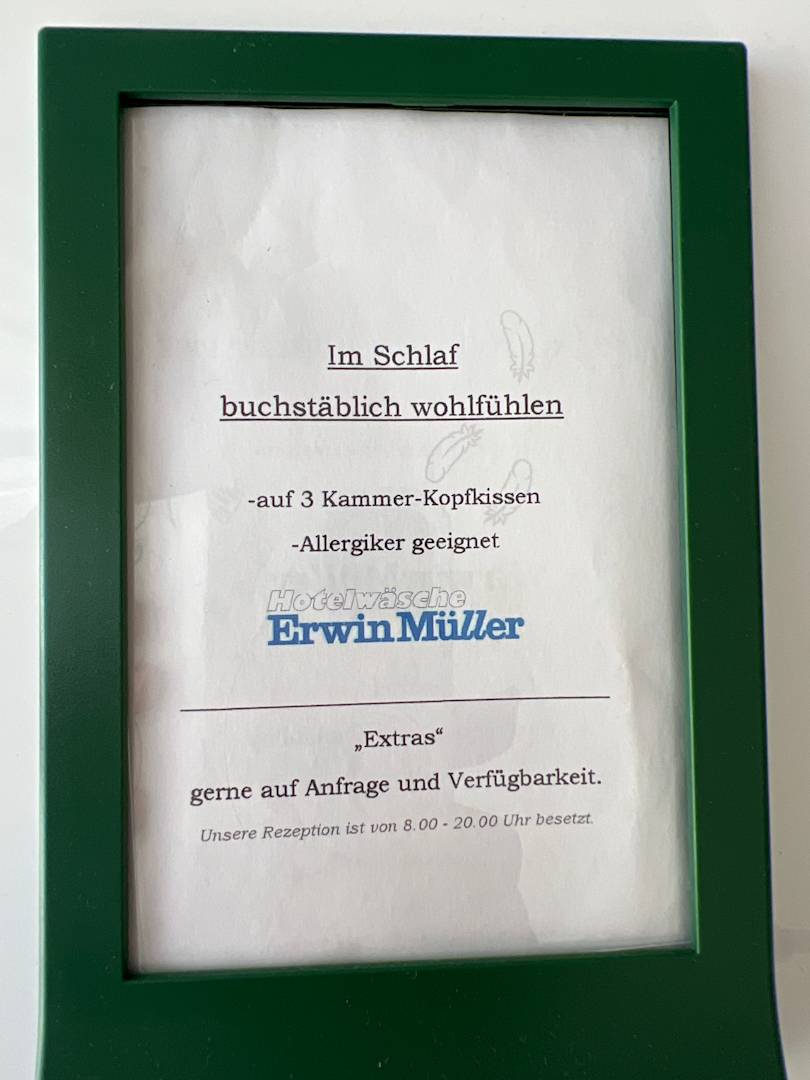 Im Schlaf
buchstäblich wohlfühlen
-auf 3 Kammer-Kopfkissen
-Allergiker geeignet
Hotelwäsche
Erwin Müller
„Extras“
gerne auf Anfrage und Verfügbarkeit.
Unsere Rezeption ist von 8.00 - 20.00 Uhr besetzt.